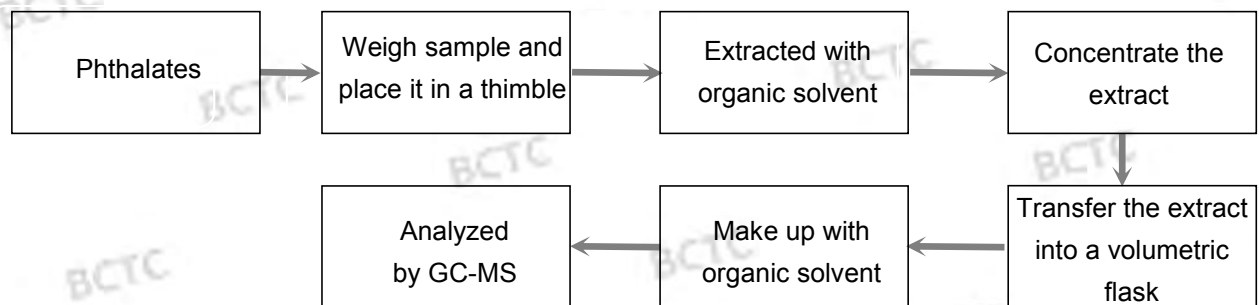 BCTC
Phthalates
Weigh sample and
place it in a thimble
Extracted with
organic solvent
Concentrate the
extract
BCTC
BCTC
BCTC
BCTC
Transfer the extract
into a volumetric
flask
Make up with
organic solvent
Analyzed
by GC-MS
BCTC
BCTC